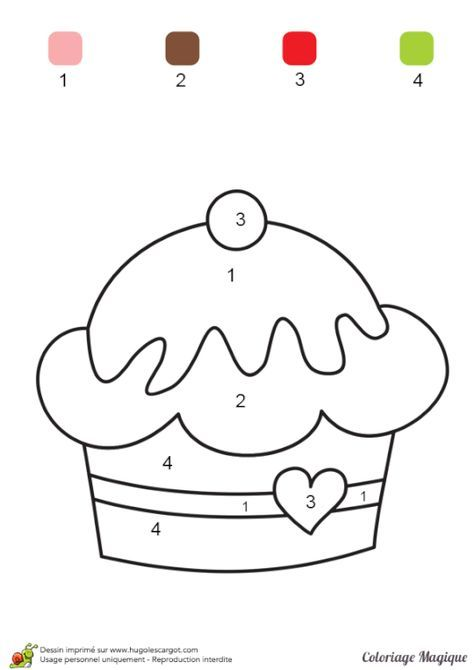 1 2 3 4
3
1
2
4
1 3 1
4
Dessin imprimé sur www.hugolescargot.com
Usage personnel uniquement - Reproduction interdite
Coloriage Magique